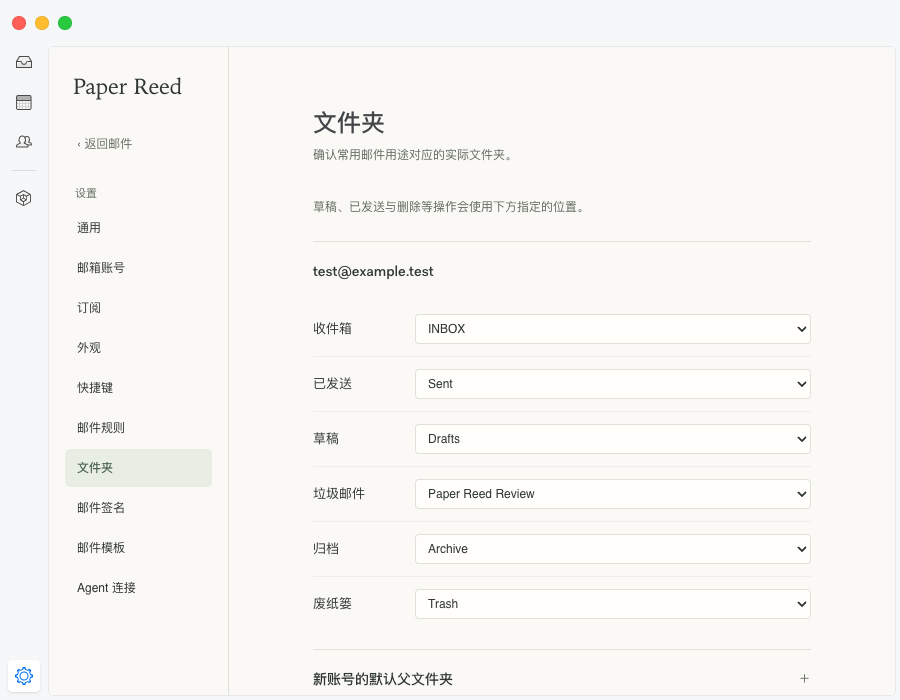 Paper Reed
‹ 返回邮件
设置
通用
邮箱账号
订阅
外观
快捷键
邮件规则
文件夹
邮件签名
邮件模板
Agent 连接
文件夹
确认常用邮件用途对应的实际文件夹。
草稿、已发送与删除等操作会使用下方指定的位置。
test@example.test
收件箱 INBOX
已发送 Sent
草稿 Drafts
垃圾邮件 Paper Reed Review
归档 Archive
废纸篓 Trash
新账号的默认父文件夹 +